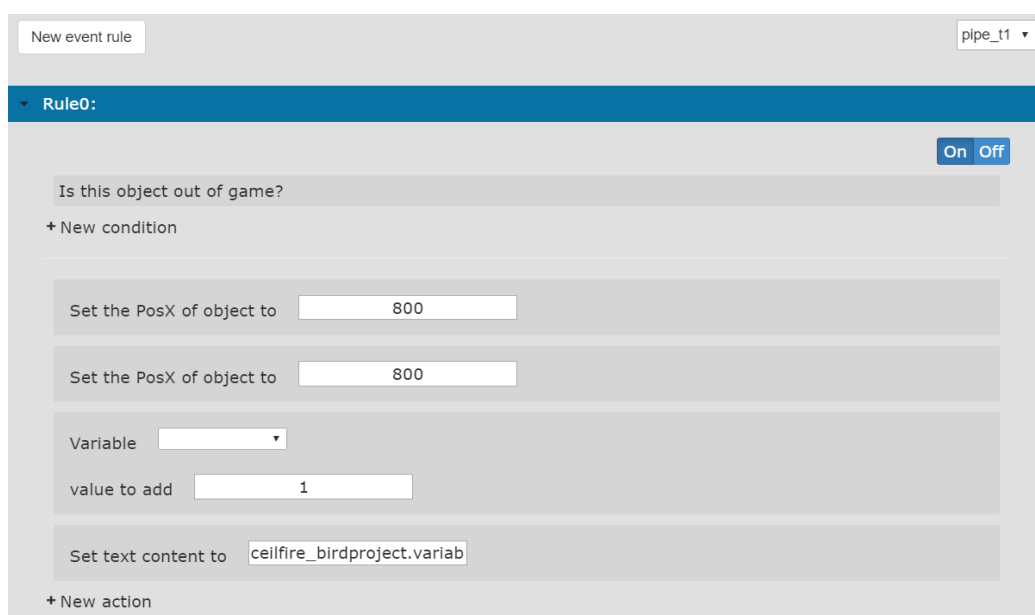 New event rule
pipe_t1
Rule0:
On Off
Is this object out of game?
+ New condition
Set the PosX of object to 800
Set the PosX of object to 800
Variable
value to add 1
Set text content to ceilfire_birdproject.variab
+ New action